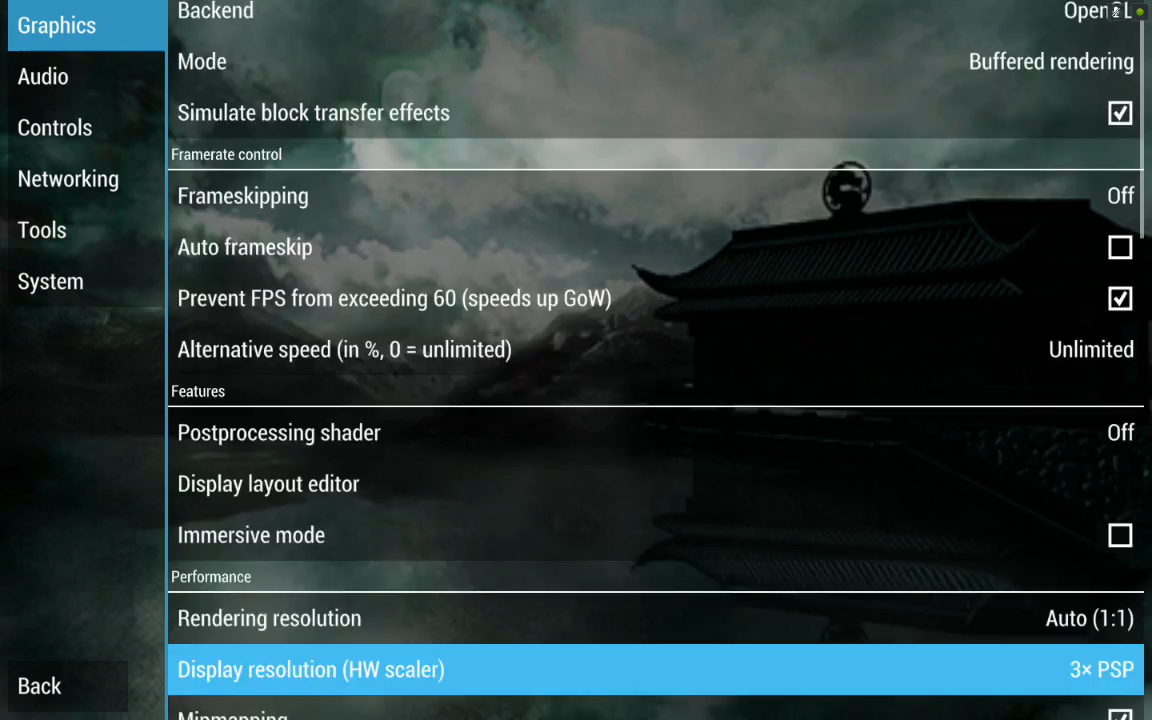 Graphics
Audio
Controls
Networking
Tools
System
Back
Backend
Mode Buffered rendering
Simulate block transfer effects
Framerate control
Frameskipping Off
Auto frameskip
Prevent FPS from exceeding 60 (speeds up GoW)
Alternative speed (in %, 0 = unlimited) Unlimited
Features
Postprocessing shader Off
Display layout editor
Immersive mode
Performance
Rendering resolution Auto (1:1)
Display resolution (HW scaler) 3× PSP
Mipmapping